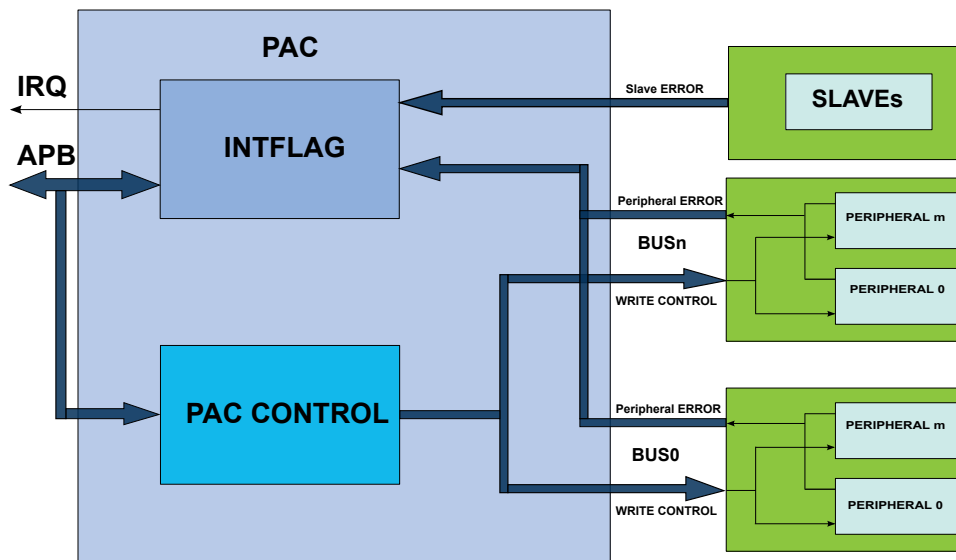 PAC
IRQ
Slave ERROR
SLAVEs
INTFLAG
APB
Peripheral ERROR
PERIPHERAL m
BUSn
PERIPHERAL 0
WRITE CONTROL
PAC CONTROL
Peripheral ERROR
PERIPHERAL m
BUS0
PERIPHERAL 0
WRITE CONTROL